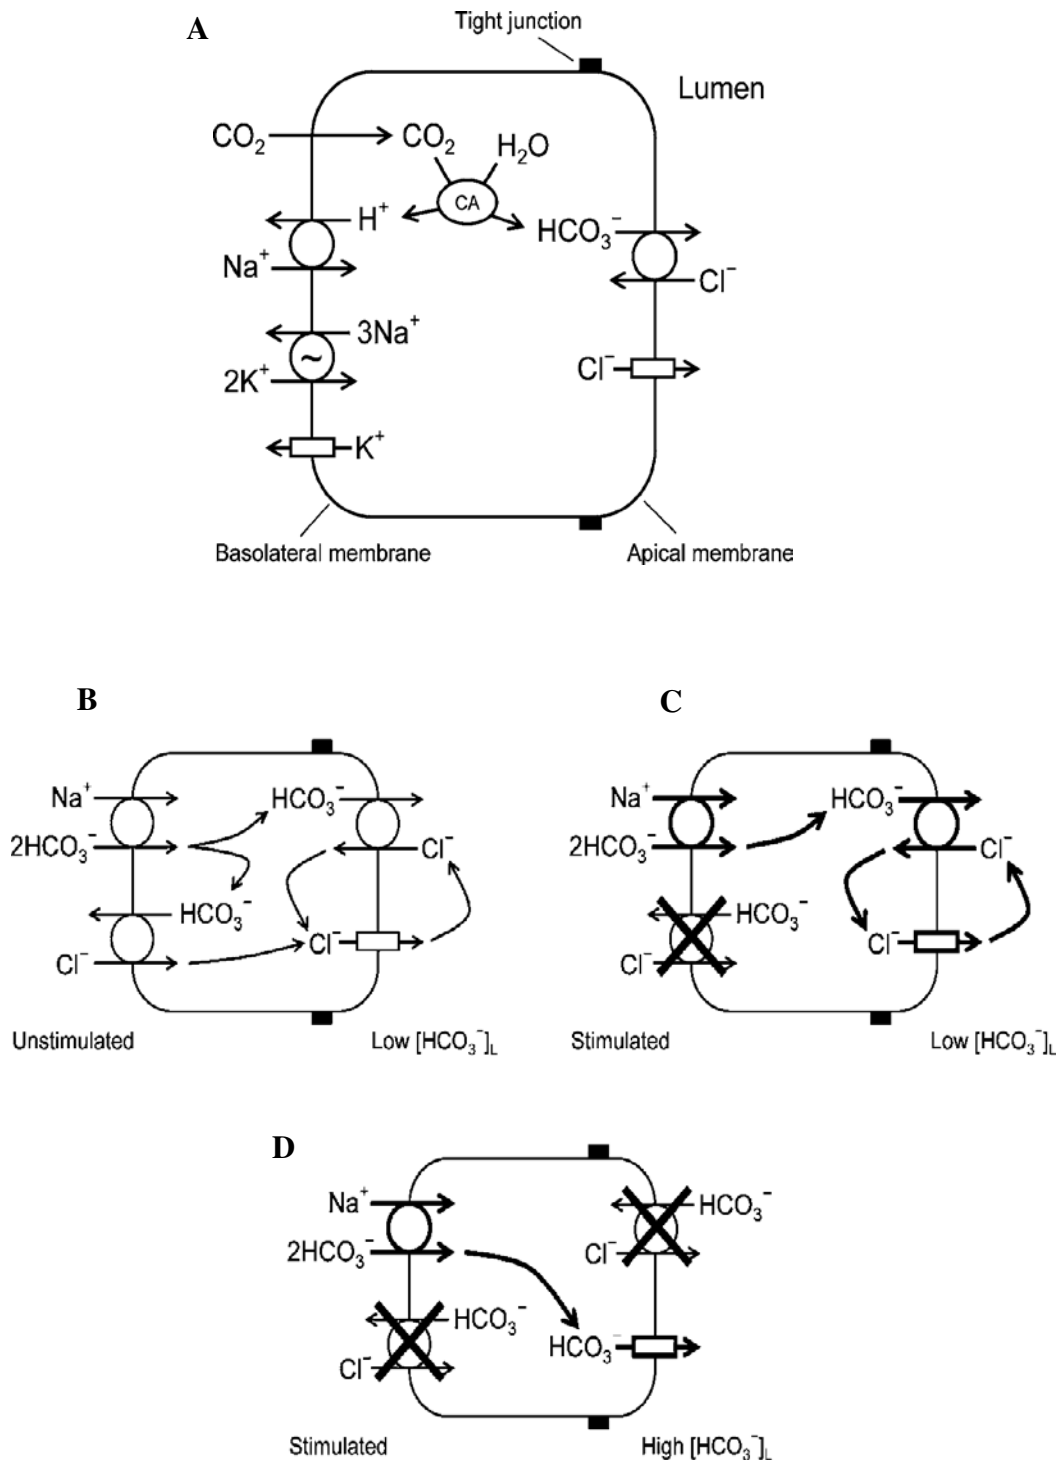 A
Tight junction
Lumen
CO₂ CO₂ H₂O
CA
H⁺
HCO₃⁻
Na⁺ Cl⁻
3Na⁺
~
2K⁺ Cl⁻
K⁺
Basolateral membrane Apical membrane
B
Na⁺ HCO₃⁻
2HCO₃⁻ Cl⁻
HCO₃⁻
Cl⁻ Cl⁻
Unstimulated Low [HCO₃⁻]L
C
Na⁺ HCO₃⁻
2HCO₃⁻ Cl⁻
HCO₃⁻
Cl⁻ Cl⁻
Stimulated Low [HCO₃⁻]L
D
Na⁺ HCO₃⁻
2HCO₃⁻ Cl⁻
HCO₃⁻
Cl⁻ HCO₃⁻
Stimulated High [HCO₃⁻]L